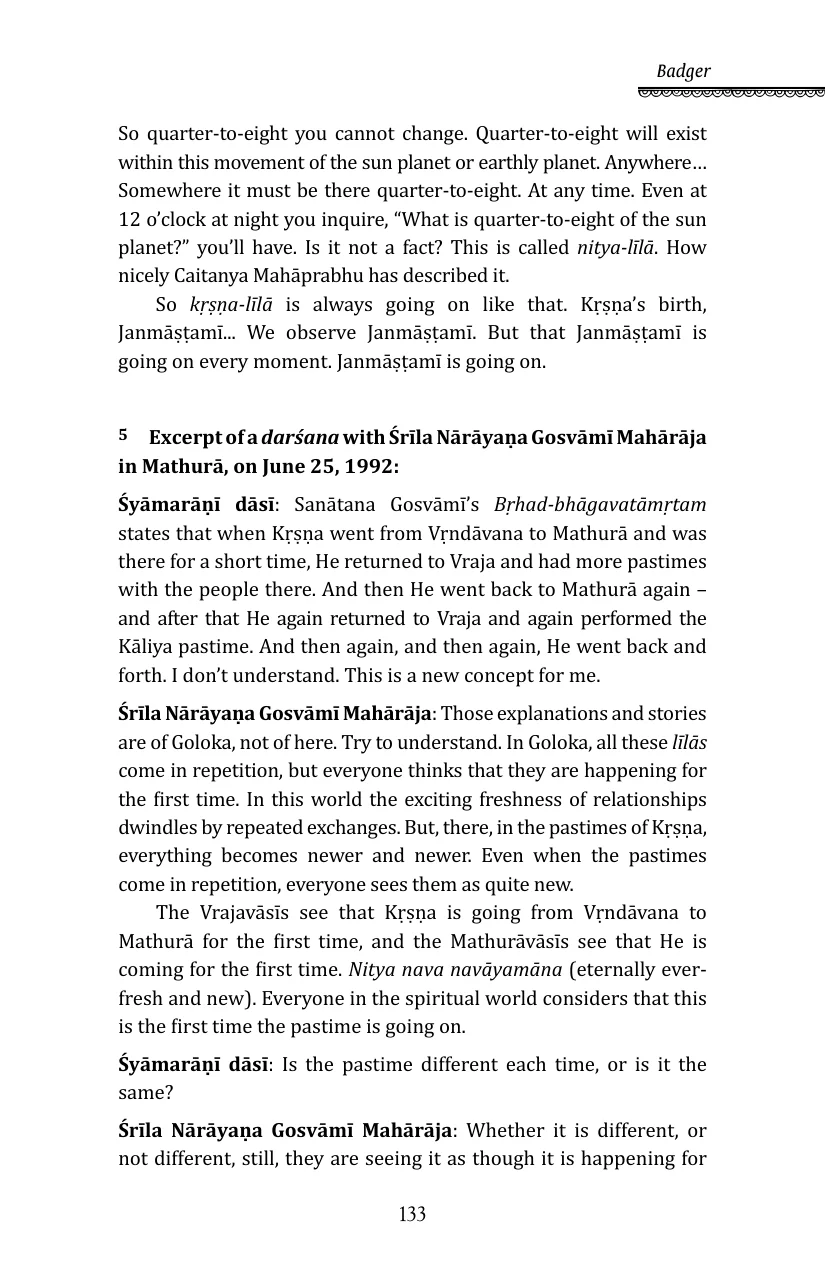 Badger
So quarter-to-eight you cannot change. Quarter-to-eight will exist
within this movement of the sun planet or earthly planet. Anywhere…
Somewhere it must be there quarter-to-eight. At any time. Even at
12 o’clock at night you inquire, “What is quarter-to-eight of the sun
planet?” you’ll have. Is it not a fact? This is called nitya-līlā. How
nicely Caitanya Mahāprabhu has described it.
So kṛṣṇa-līlā is always going on like that. Kṛṣṇa’s birth,
Janmāṣṭamī... We observe Janmāṣṭamī. But that Janmāṣṭamī is
going on every moment. Janmāṣṭamī is going on.
5 Excerpt of a darśana with Śrīla Nārāyaṇa Gosvāmī Mahārāja
in Mathurā, on June 25, 1992:
Śyāmarāṇī dāsī: Sanātana Gosvāmī’s Bṛhad-bhāgavatāmṛtam
states that when Kṛṣṇa went from Vṛndāvana to Mathurā and was
there for a short time, He returned to Vraja and had more pastimes
with the people there. And then He went back to Mathurā again –
and after that He again returned to Vraja and again performed the
Kāliya pastime. And then again, and then again, He went back and
forth. I don’t understand. This is a new concept for me.
Śrīla Nārāyaṇa Gosvāmī Mahārāja: Those explanations and stories
are of Goloka, not of here. Try to understand. In Goloka, all these līlās
come in repetition, but everyone thinks that they are happening for
the first time. In this world the exciting freshness of relationships
dwindles by repeated exchanges. But, there, in the pastimes of Kṛṣṇa,
everything becomes newer and newer. Even when the pastimes
come in repetition, everyone sees them as quite new.
The Vrajavāsīs see that Kṛṣṇa is going from Vṛndāvana to
Mathurā for the first time, and the Mathurāvāsīs see that He is
coming for the first time. Nitya nava navāyamāna (eternally ever-
fresh and new). Everyone in the spiritual world considers that this
is the first time the pastime is going on.
Śyāmarāṇī dāsī: Is the pastime different each time, or is it the
same?
Śrīla Nārāyaṇa Gosvāmī Mahārāja: Whether it is different, or
not different, still, they are seeing it as though it is happening for
133